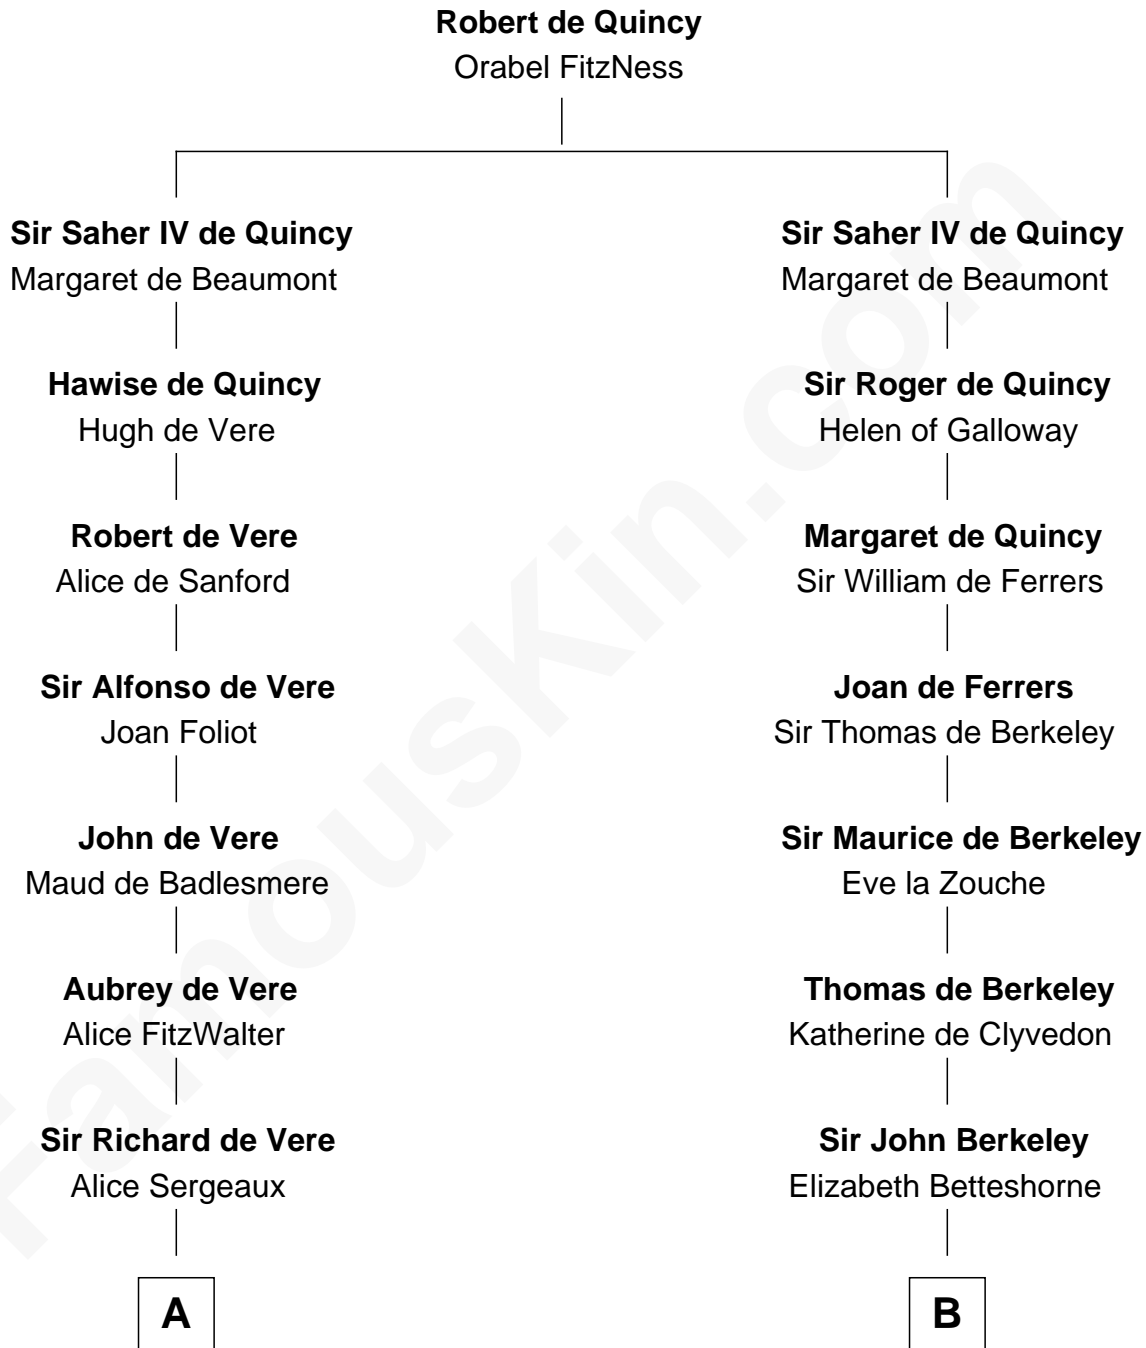 Robert de Quincy
Orabel FitzNess
Sir Saher IV de Quincy
Margaret de Beaumont
Sir Saher IV de Quincy
Margaret de Beaumont
Hawise de Quincy
Hugh de Vere
Sir Roger de Quincy
Helen of Galloway
Robert de Vere
Alice de Sanford
Margaret de Quincy
Sir William de Ferrers
Sir Alfonso de Vere
Joan Foliot
Joan de Ferrers
Sir Thomas de Berkeley
John de Vere
Maud de Badlesmere
Sir Maurice de Berkeley
Eve la Zouche
Aubrey de Vere
Alice FitzWalter
Thomas de Berkeley
Katherine de Clyvedon
Sir Richard de Vere
Alice Sergeaux
Sir John Berkeley
Elizabeth Betteshorne
A
B
FamousKin.com